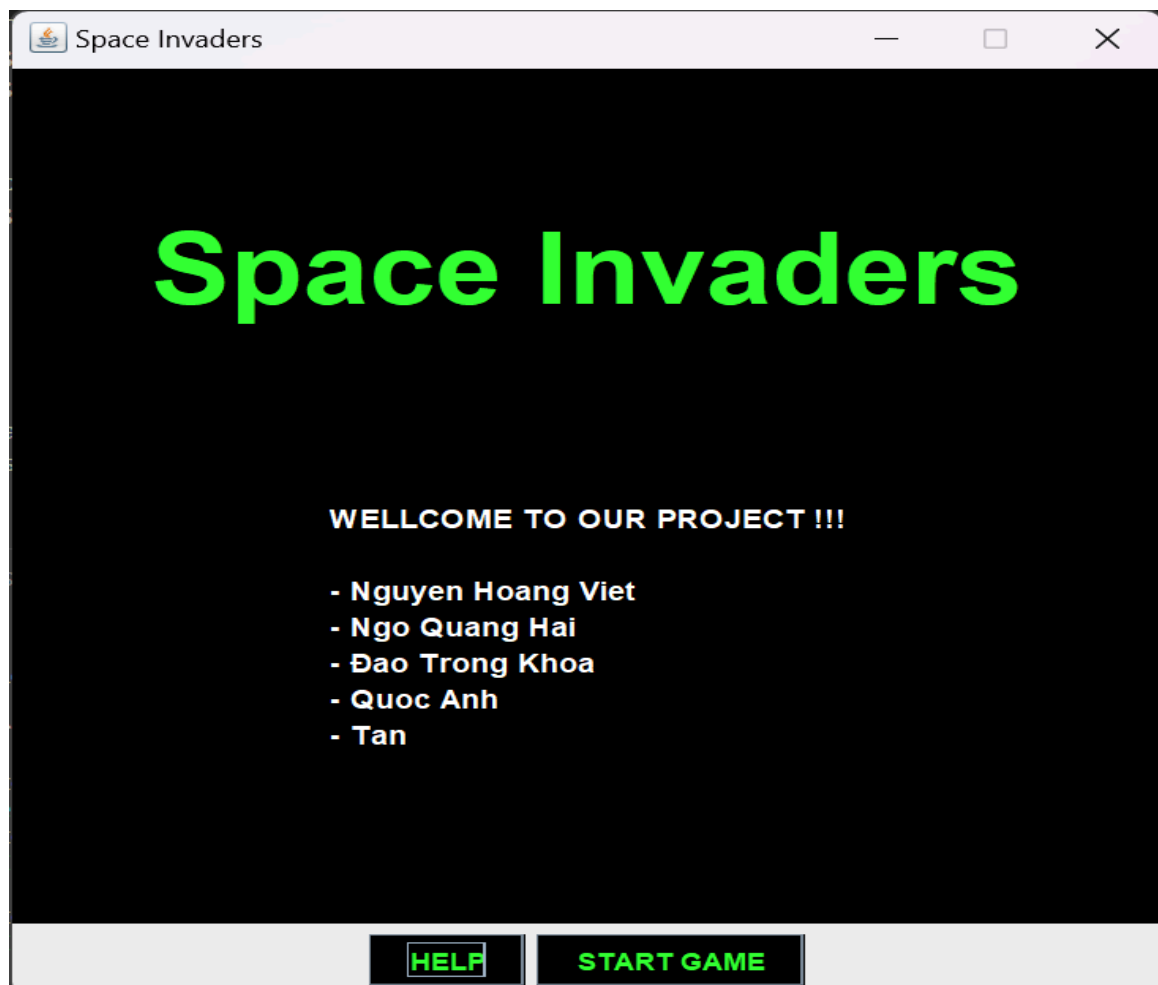 Space Invaders
Space Invaders
WELLCOME TO OUR PROJECT !!!
- Nguyen Hoang Viet
- Ngo Quang Hai
- Đao Trong Khoa
- Quoc Anh
- Tan
HELP
START GAME